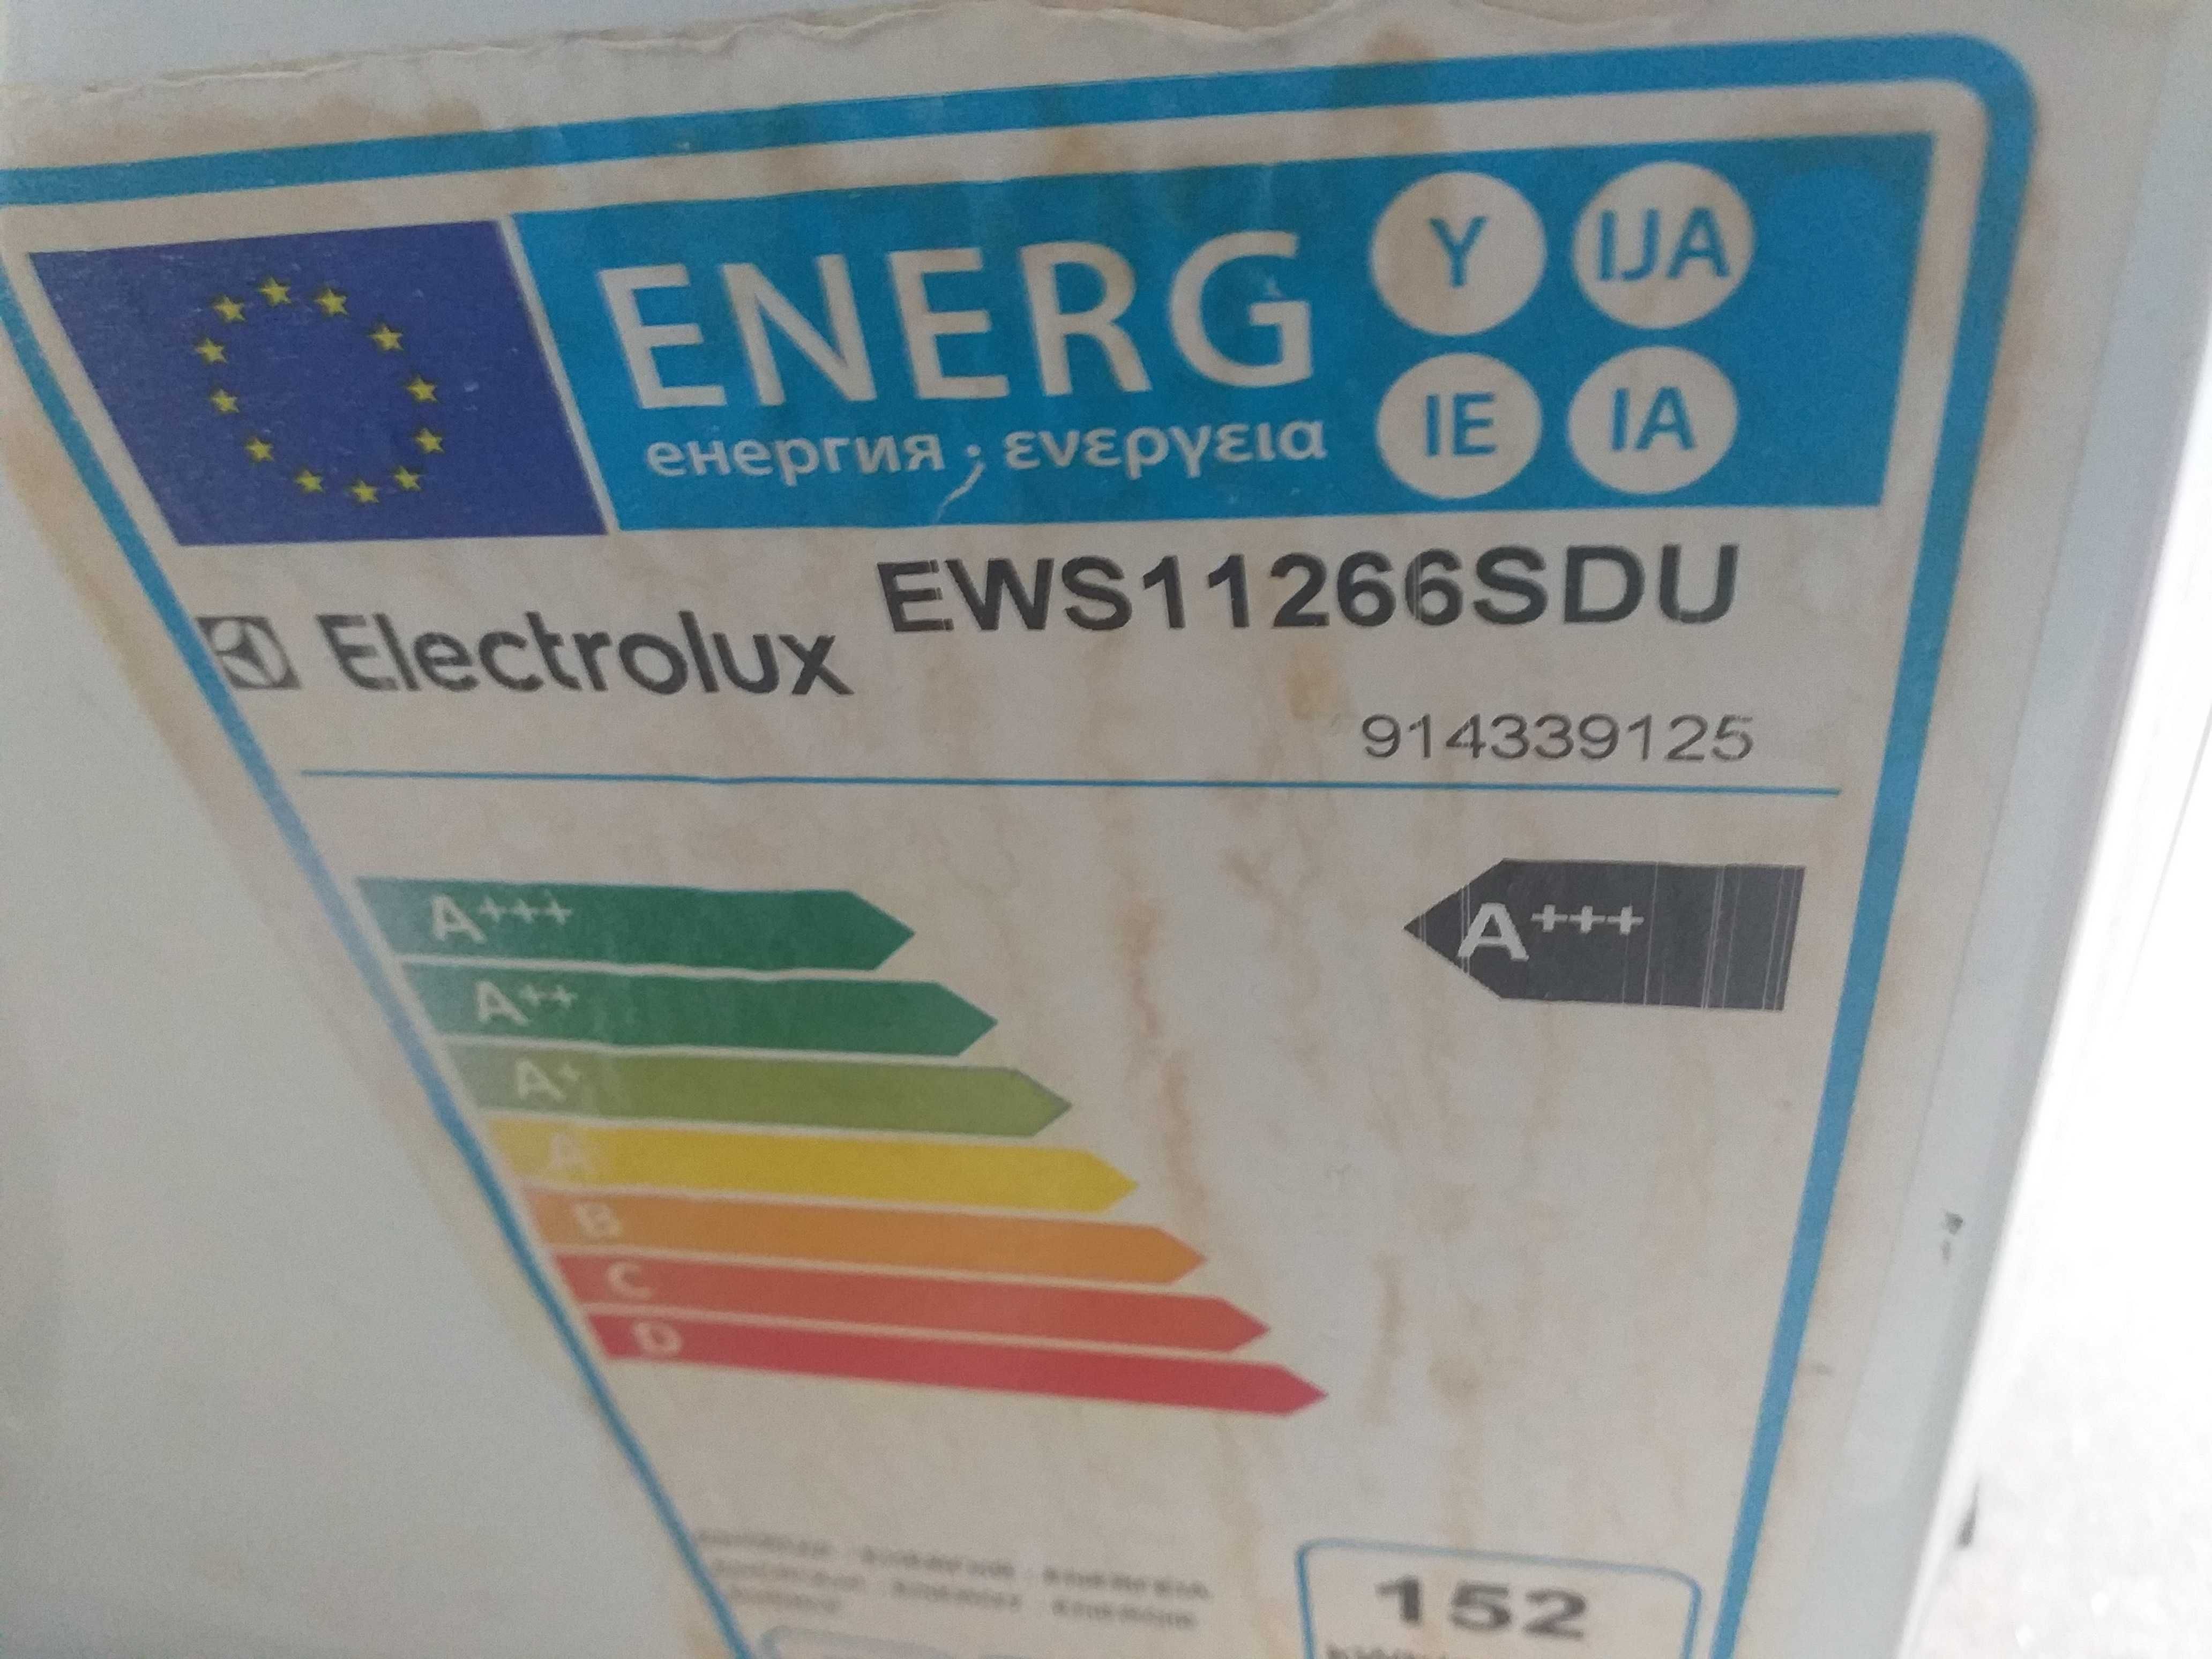 ENERG Y IJA
енергия · ενεργεια IE IA
Electrolux EWS11266SDU
914339125
A+++ A+++
A++
A+
A
B
C
D
152